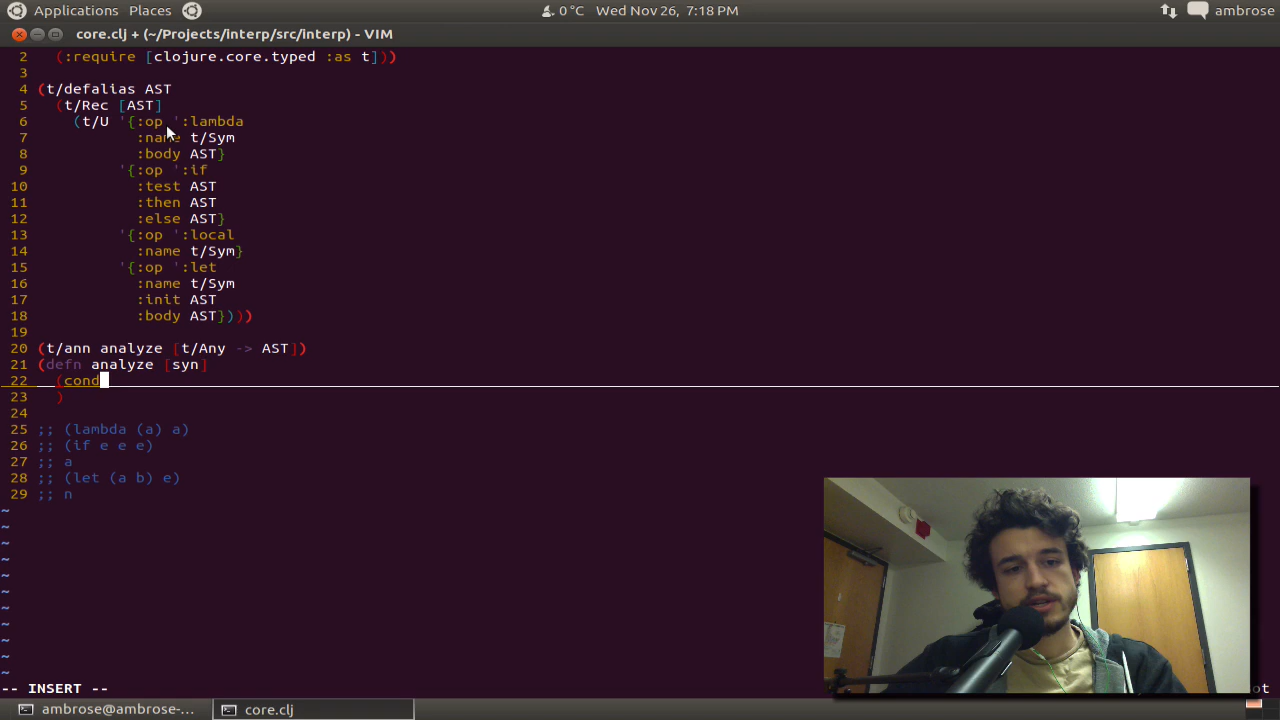 Applications Places 0 °C Wed Nov 26, 7:18 PM ambrose
core.clj + (~/Projects/interp/src/interp) - VIM
2 (:require [clojure.core.typed :as t]))
3
4 (t/defalias AST
5 (t/Rec [AST]
6 (t/U '{:op ':lambda
7 :name t/Sym
8 :body AST}
9 '{:op ':if
10 :test AST
11 :then AST
12 :else AST}
13 '{:op ':local
14 :name t/Sym}
15 '{:op ':let
16 :name t/Sym
17 :init AST
18 :body AST})))
19
20 (t/ann analyze [t/Any -> AST])
21 (defn analyze [syn]
22 (cond
23 )
24
25 ;; (lambda (a) a)
26 ;; (if e e e)
27 ;; a
28 ;; (let (a b) e)
29 ;; n
~
~
~
~
~
~
~
~
~
~
~
-- INSERT --
ambrose@ambrose-... core.clj